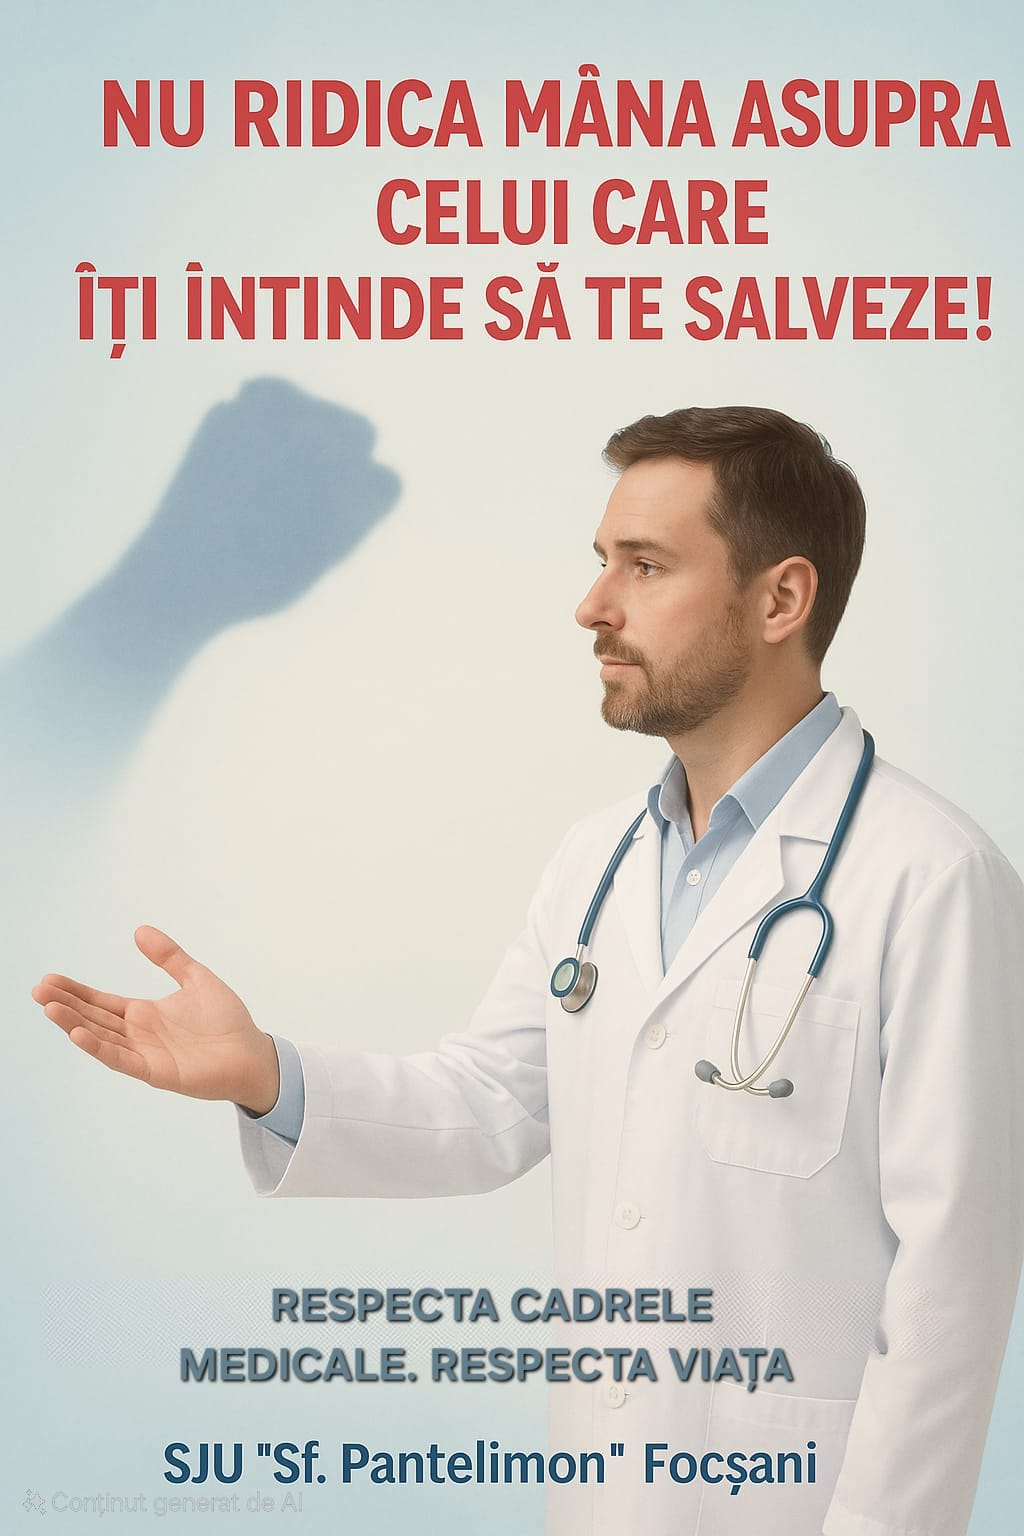 NU RIDICA MÂNA ASUPRA
CELUI CARE
ÎȚI ÎNTINDE SĂ TE SALVEZE!
RESPECTA CADRELE
MEDICALE. RESPECTA VIAȚA
SJU "Sf. Pantelimon" Focșani
Conținut generat de AI